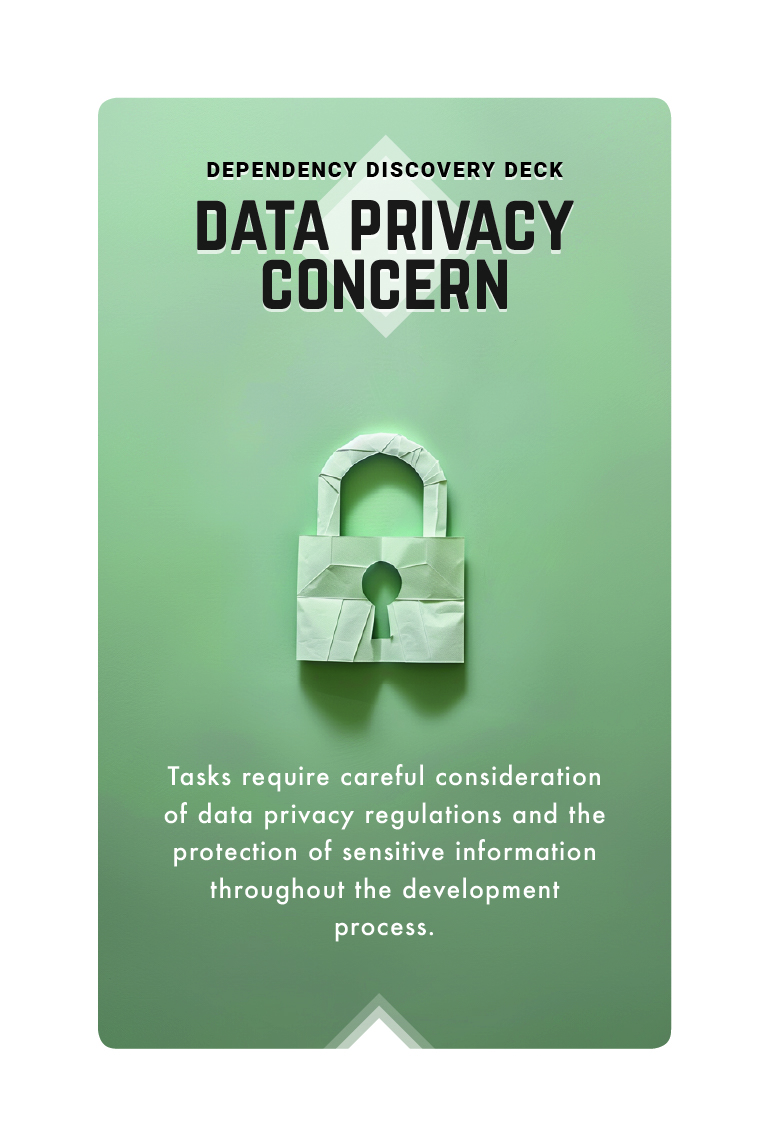 DEPENDENCY DISCOVERY DECK
DATA PRIVACY
CONCERN
Tasks require careful consideration
of data privacy regulations and the
protection of sensitive information
throughout the development
process.